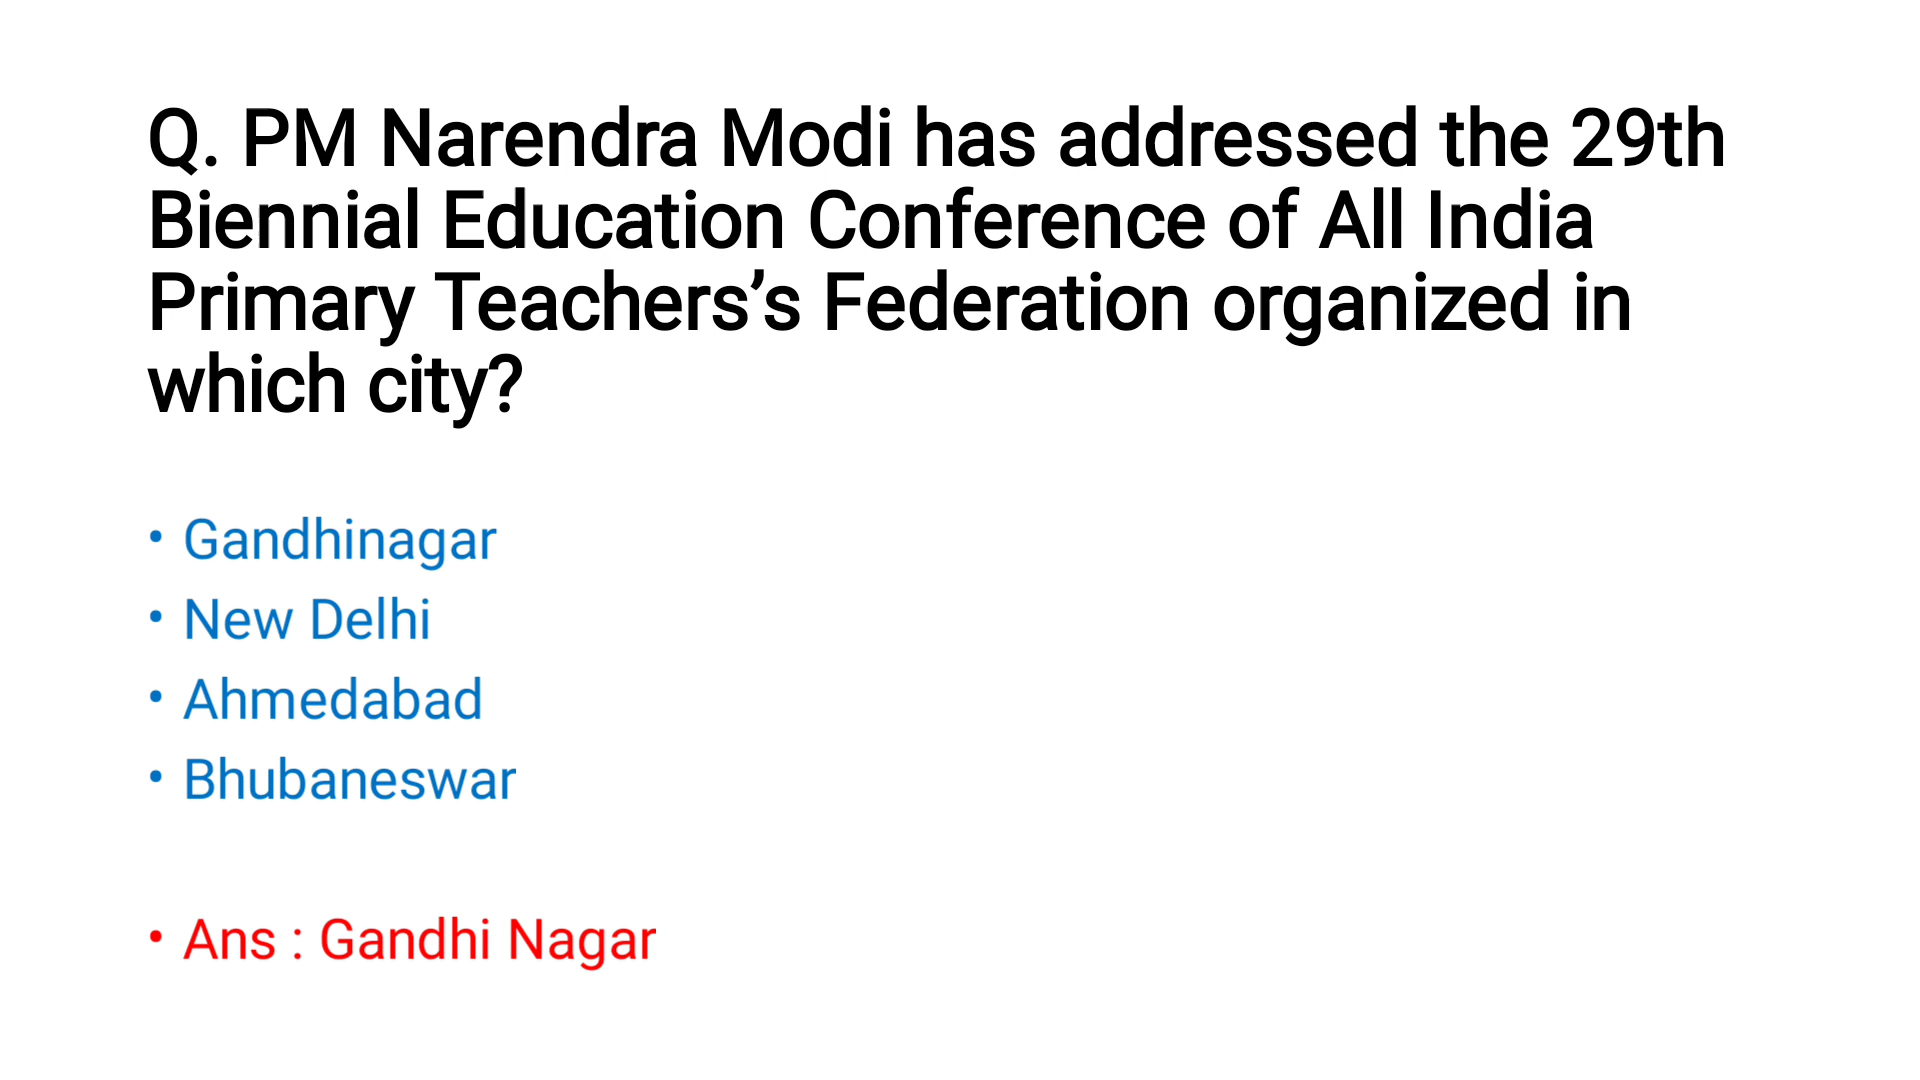 Q. PM Narendra Modi has addressed the 29th
Biennial Education Conference of All India
Primary Teachers’s Federation organized in
which city?
• Gandhinagar
• New Delhi
• Ahmedabad
• Bhubaneswar
• Ans : Gandhi Nagar